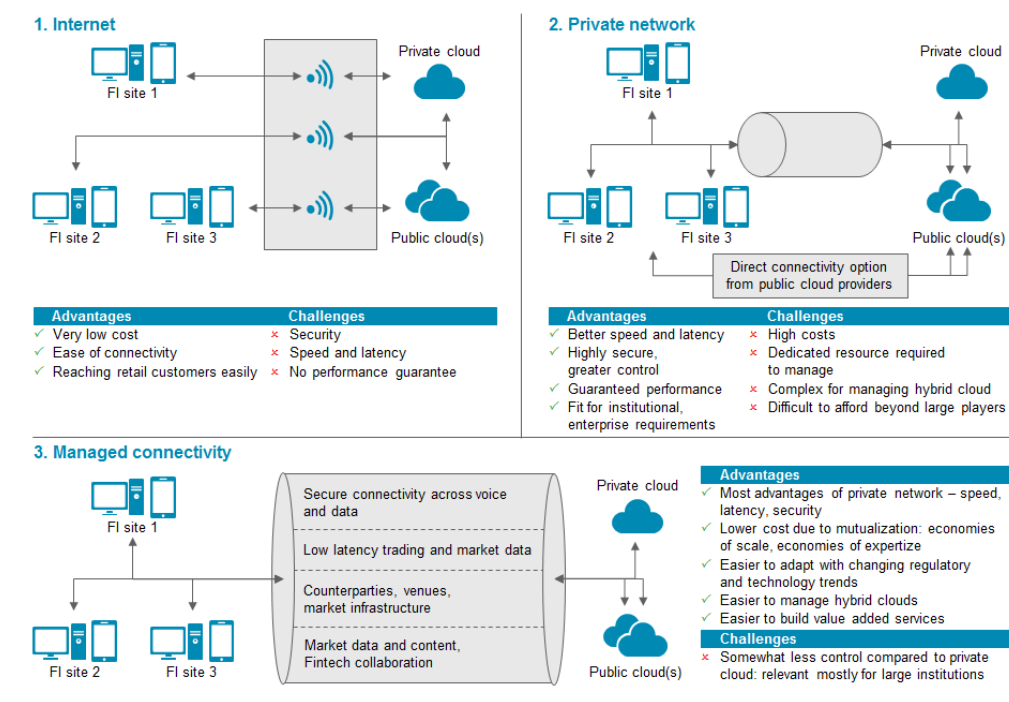 1. Internet
Private cloud
FI site 1
FI site 2
FI site 3
Public cloud(s)
Advantages
Very low cost
Ease of connectivity
Reaching retail customers easily
Challenges
Security
Speed and latency
No performance guarantee
2. Private network
Private cloud
FI site 1
FI site 2
FI site 3
Public cloud(s)
Direct connectivity option
from public cloud providers
Advantages
Better speed and latency
Highly secure,
greater control
Guaranteed performance
Fit for institutional,
enterprise requirements
Challenges
High costs
Dedicated resource required
to manage
Complex for managing hybrid cloud
Difficult to afford beyond large players
3. Managed connectivity
FI site 1
FI site 2
FI site 3
Secure connectivity across voice
and data
Low latency trading and market data
Counterparties, venues,
market infrastructure
Market data and content,
Fintech collaboration
Private cloud
Public cloud(s)
Advantages
Most advantages of private network – speed,
latency, security
Lower cost due to mutualization: economies
of scale, economies of expertize
Easier to adapt with changing regulatory
and technology trends
Easier to manage hybrid clouds
Easier to build value added services
Challenges
Somewhat less control compared to private
cloud: relevant mostly for large institutions